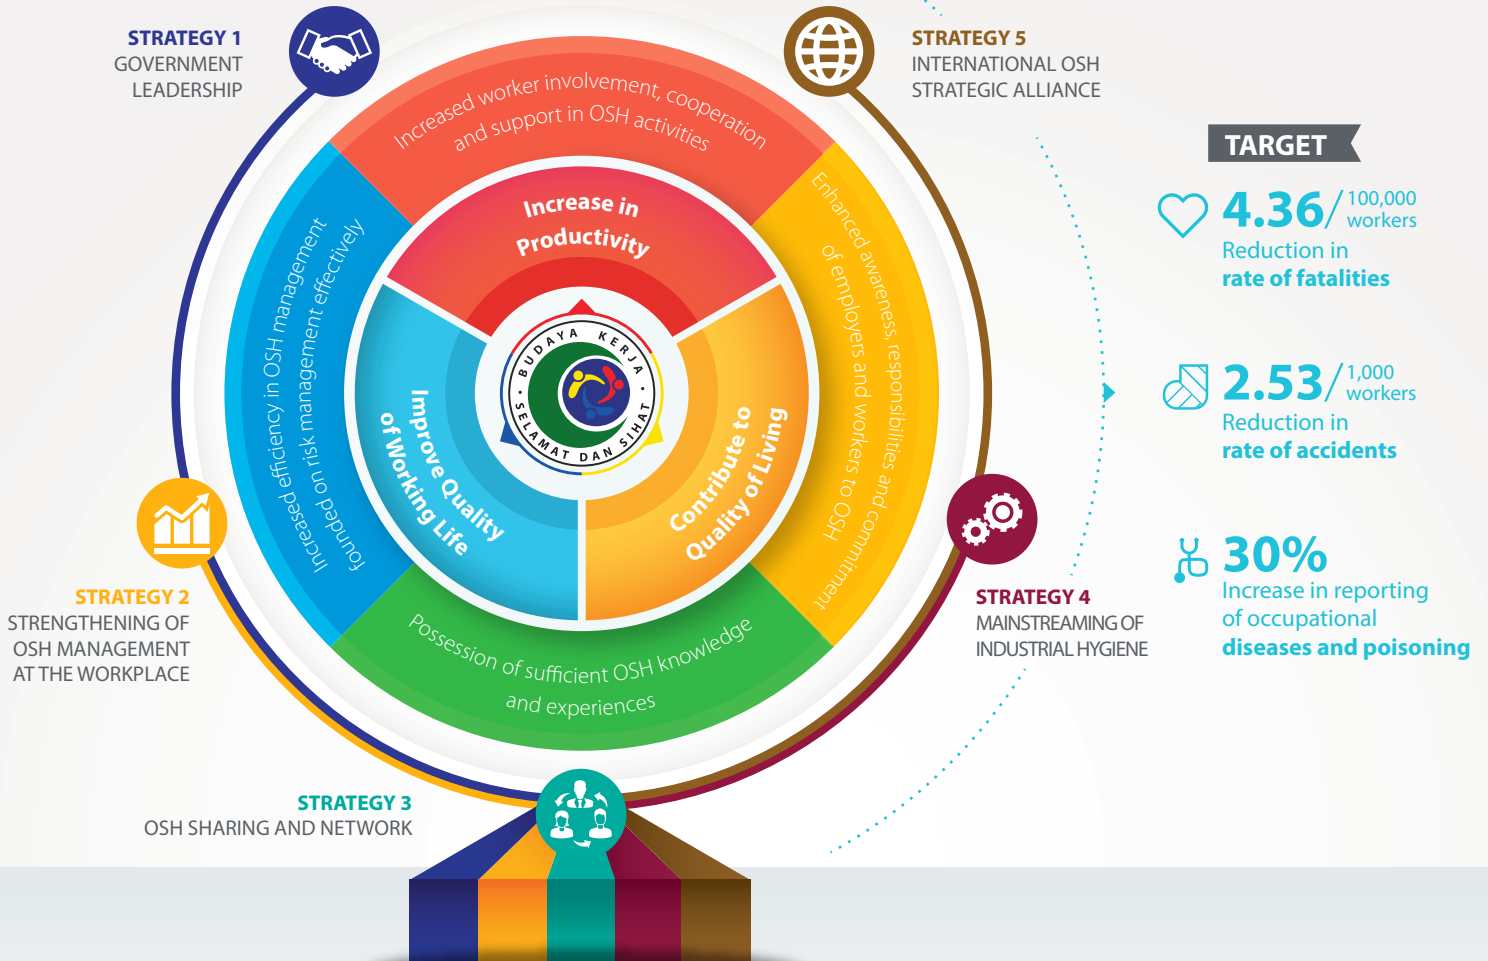 STRATEGY 1
GOVERNMENT
LEADERSHIP
STRATEGY 5
INTERNATIONAL OSH
STRATEGIC ALLIANCE
Increased worker involvement, cooperation
and support in OSH activities
Increased efficiency in OSH management
founded on risk management effectively
Enhanced awareness, responsibilities and commitment
of employers and workers to OSH
Possession of sufficient OSH knowledge
and experiences
Increase in
Productivity
Improve Quality
of Working Life
Contribute to
Quality of Living
BUDAYA KERJA
SELAMAT DAN SIHAT
STRATEGY 2
STRENGTHENING OF
OSH MANAGEMENT
AT THE WORKPLACE
STRATEGY 4
MAINSTREAMING OF
INDUSTRIAL HYGIENE
STRATEGY 3
OSH SHARING AND NETWORK
TARGET
4.36/100,000
workers
Reduction in
rate of fatalities
2.53/1,000
workers
Reduction in
rate of accidents
30%
Increase in reporting
of occupational
diseases and poisoning